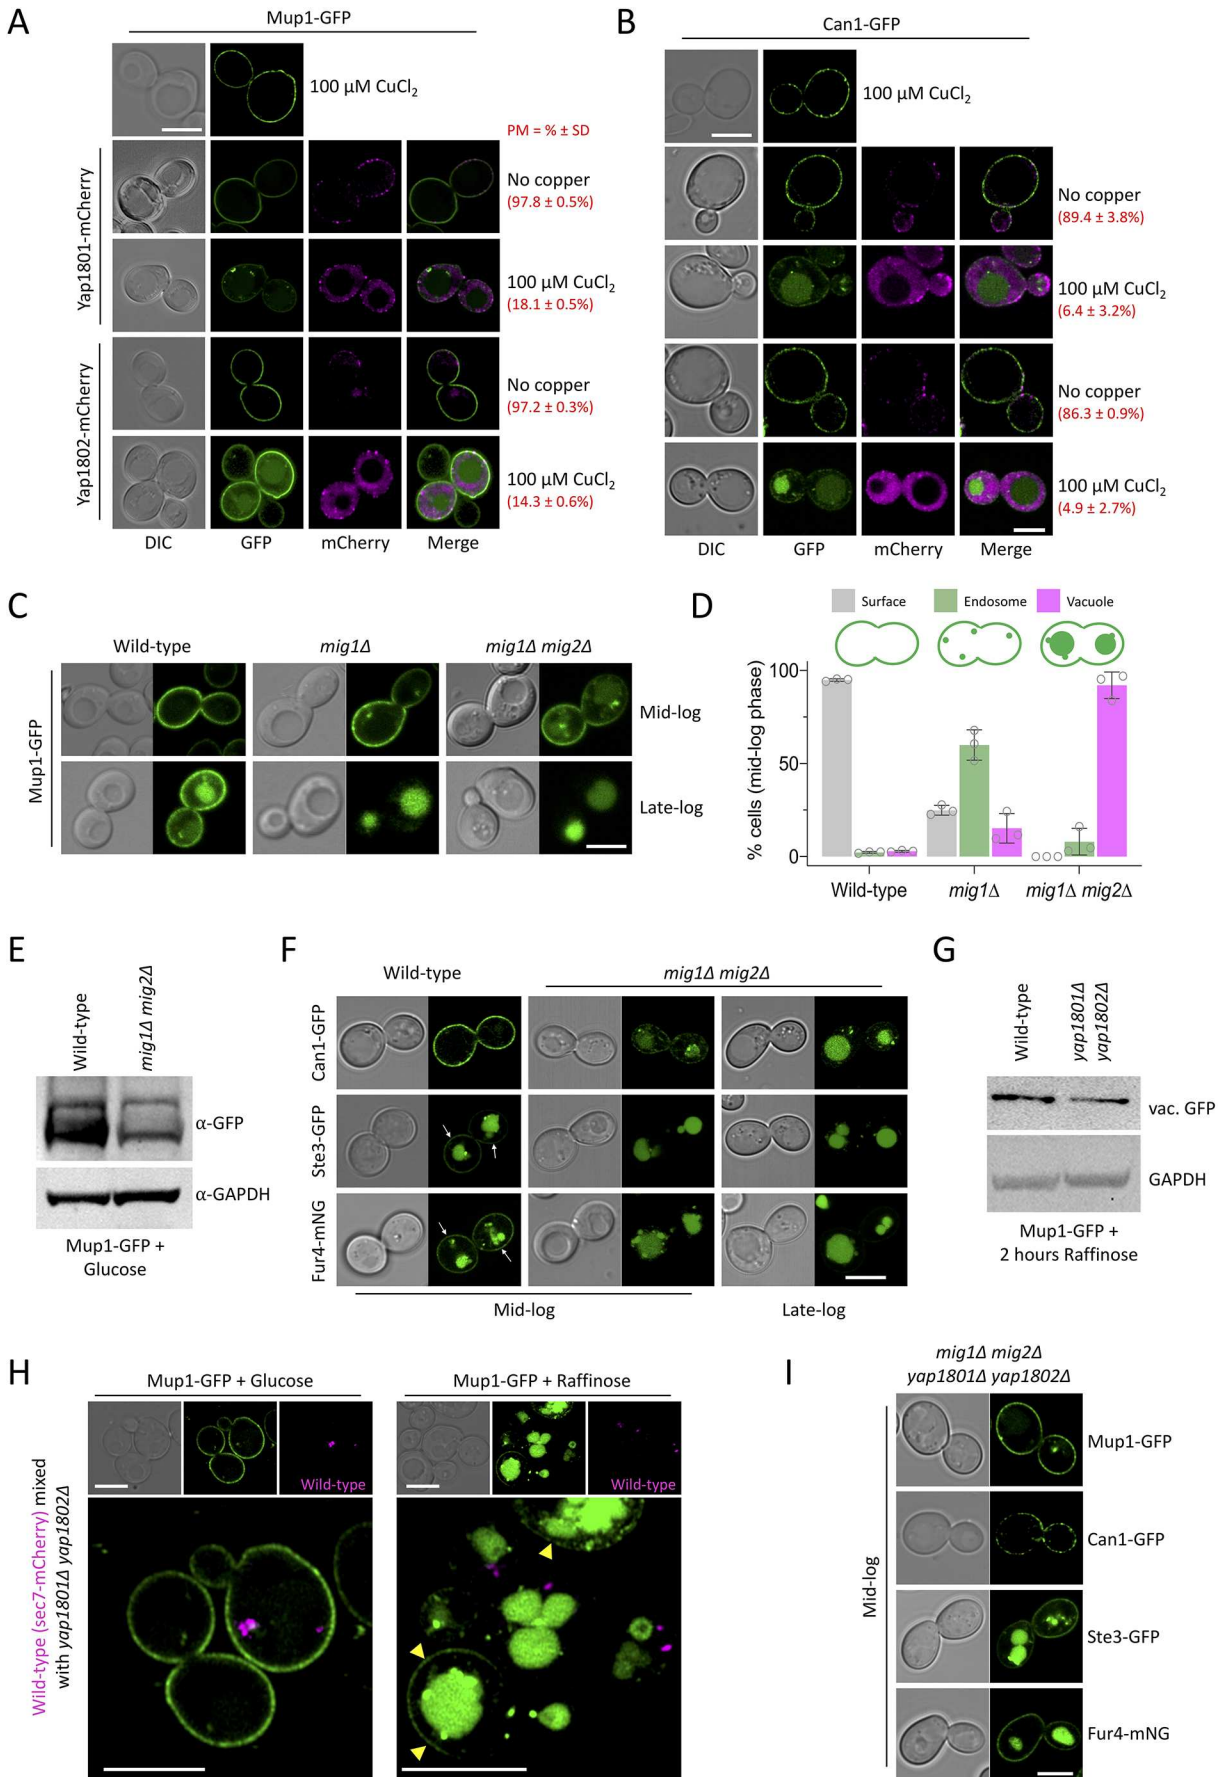 A
Mup1-GFP
100 µM CuCl2
PM = % ± SD
Yap1801-mCherry
No copper
(97.8 ± 0.5%)
100 µM CuCl2
(18.1 ± 0.5%)
Yap1802-mCherry
No copper
(97.2 ± 0.3%)
100 µM CuCl2
(14.3 ± 0.6%)
DIC GFP mCherry Merge
B
Can1-GFP
100 µM CuCl2
No copper
(89.4 ± 3.8%)
100 µM CuCl2
(6.4 ± 3.2%)
No copper
(86.3 ± 0.9%)
100 µM CuCl2
(4.9 ± 2.7%)
DIC GFP mCherry Merge
C
Wild-type mig1Δ mig1Δ mig2Δ
Mup1-GFP
Mid-log
Late-log
D
Surface Endosome Vacuole
% cells (mid-log phase)
100
50
0
Wild-type mig1Δ mig1Δ mig2Δ
E
Wild-type
mig1Δ mig2Δ
α-GFP
α-GAPDH
Mup1-GFP +
Glucose
F
Wild-type mig1Δ mig2Δ
Can1-GFP
Ste3-GFP
Fur4-mNG
Mid-log Late-log
G
Wild-type
yap1801Δ
yap1802Δ
vac. GFP
GAPDH
Mup1-GFP +
2 hours Raffinose
H
Mup1-GFP + Glucose Mup1-GFP + Raffinose
Wild-type Wild-type
Wild-type (sec7-mCherry) mixed
with yap1801Δ yap1802Δ
I
mig1Δ mig2Δ
yap1801Δ yap1802Δ
Mid-log
Mup1-GFP
Can1-GFP
Ste3-GFP
Fur4-mNG